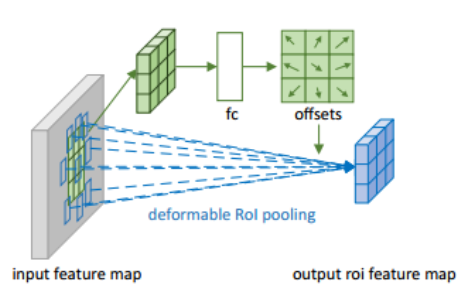 fc
offsets
deformable RoI pooling
input feature map
output roi feature map